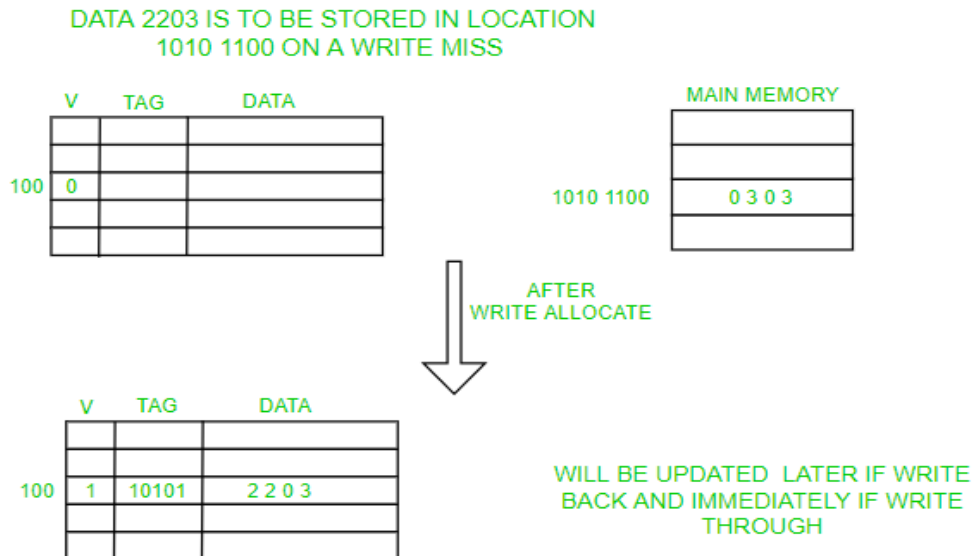 DATA 2203 IS TO BE STORED IN LOCATION
1010 1100 ON A WRITE MISS
V TAG DATA
MAIN MEMORY
100 0
1010 1100 0 3 0 3
AFTER
WRITE ALLOCATE
V TAG DATA
100 1 10101 2 2 0 3
WILL BE UPDATED LATER IF WRITE
BACK AND IMMEDIATELY IF WRITE
THROUGH